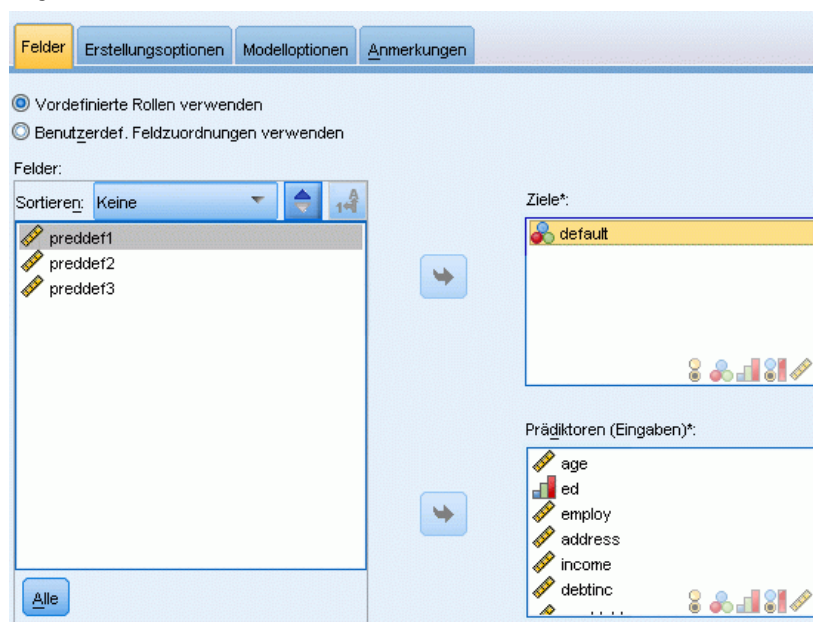 Felder Erstellungsoptionen Modelloptionen Anmerkungen
Vordefinierte Rollen verwenden
Benutzerdef. Feldzuordnungen verwenden
Felder:
Sortieren: Keine
preddef1
preddef2
preddef3
Alle
Ziele*:
default
Prädiktoren (Eingaben)*:
age
ed
employ
address
income
debtinc